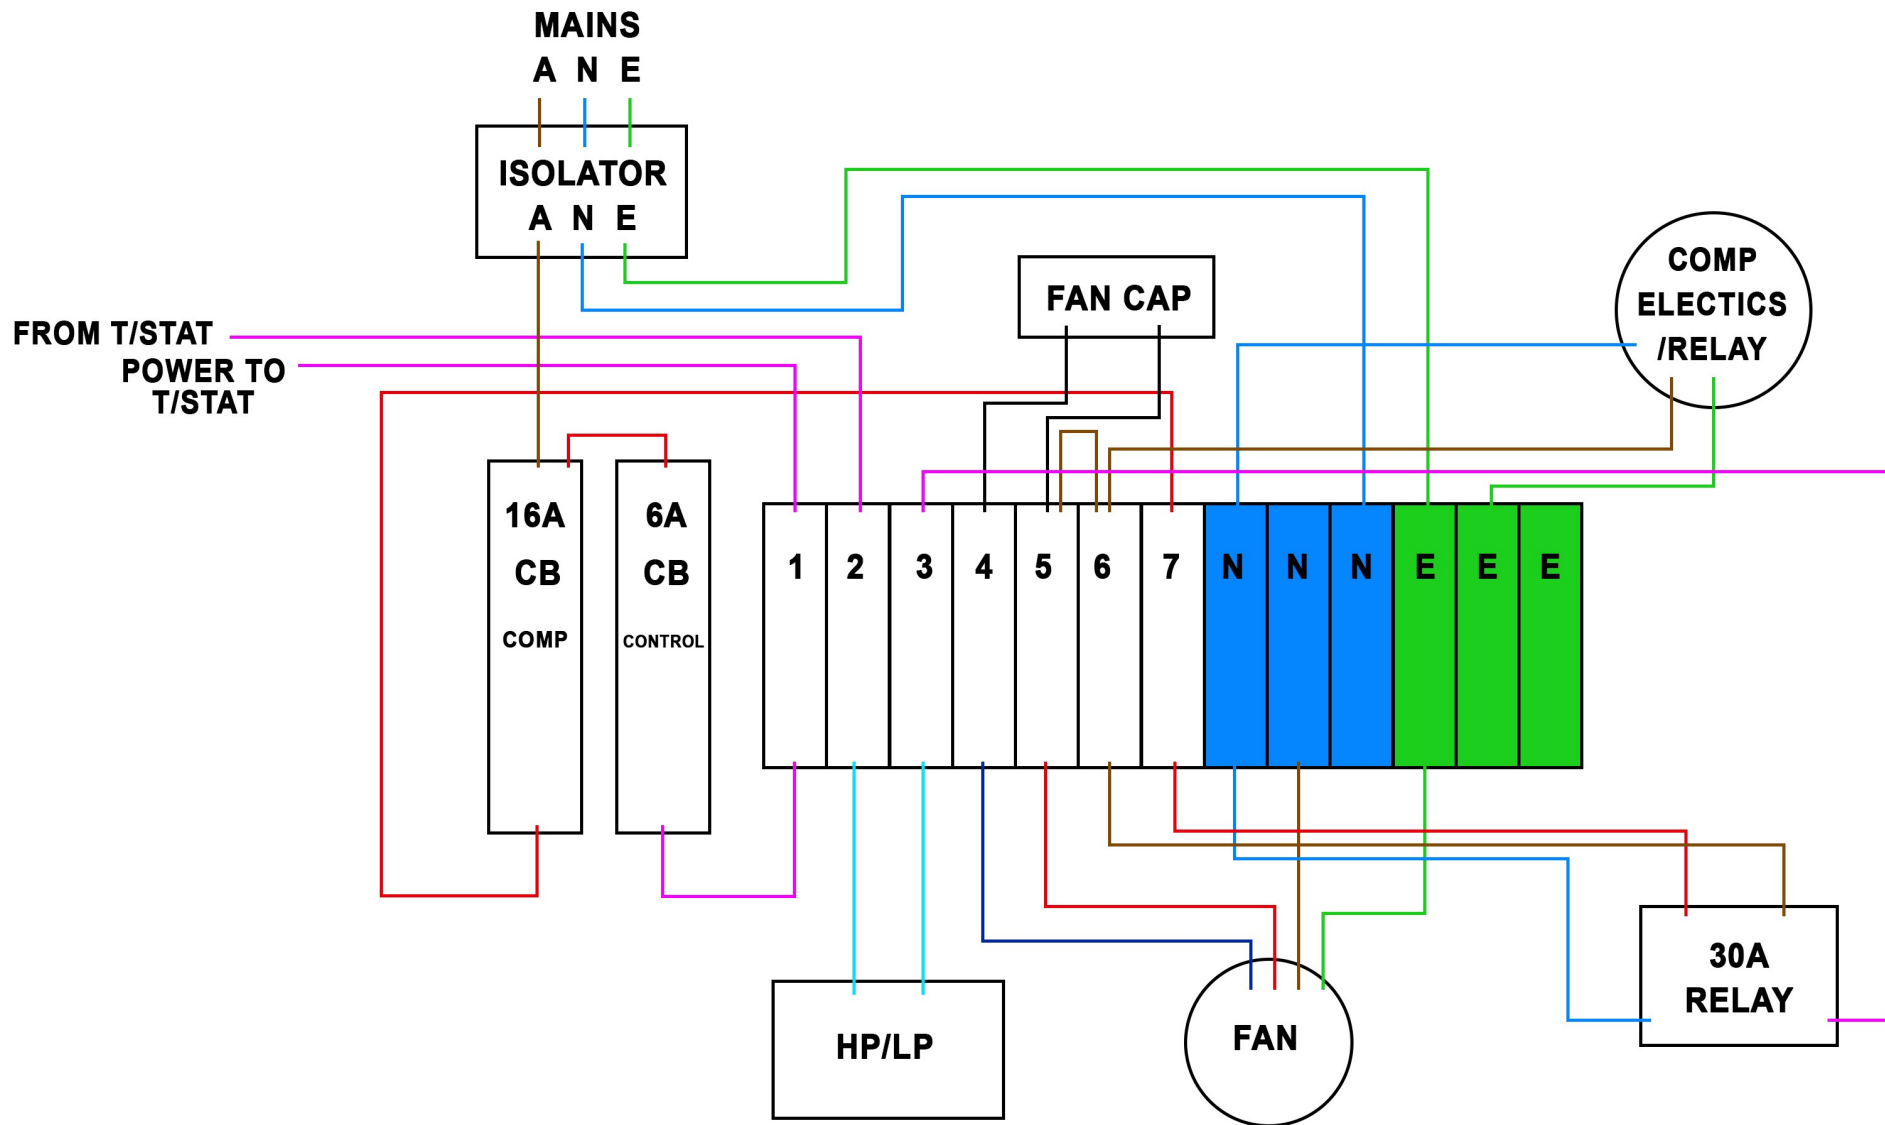 MAINS
A N E
ISOLATOR
A N E
FROM T/STAT
POWER TO
T/STAT
FAN CAP
COMP
ELECTICS
/RELAY
16A
CB
COMP
6A
CB
CONTROL
1 2 3 4 5 6 7 N N N E E E
HP/LP
FAN
30A
RELAY